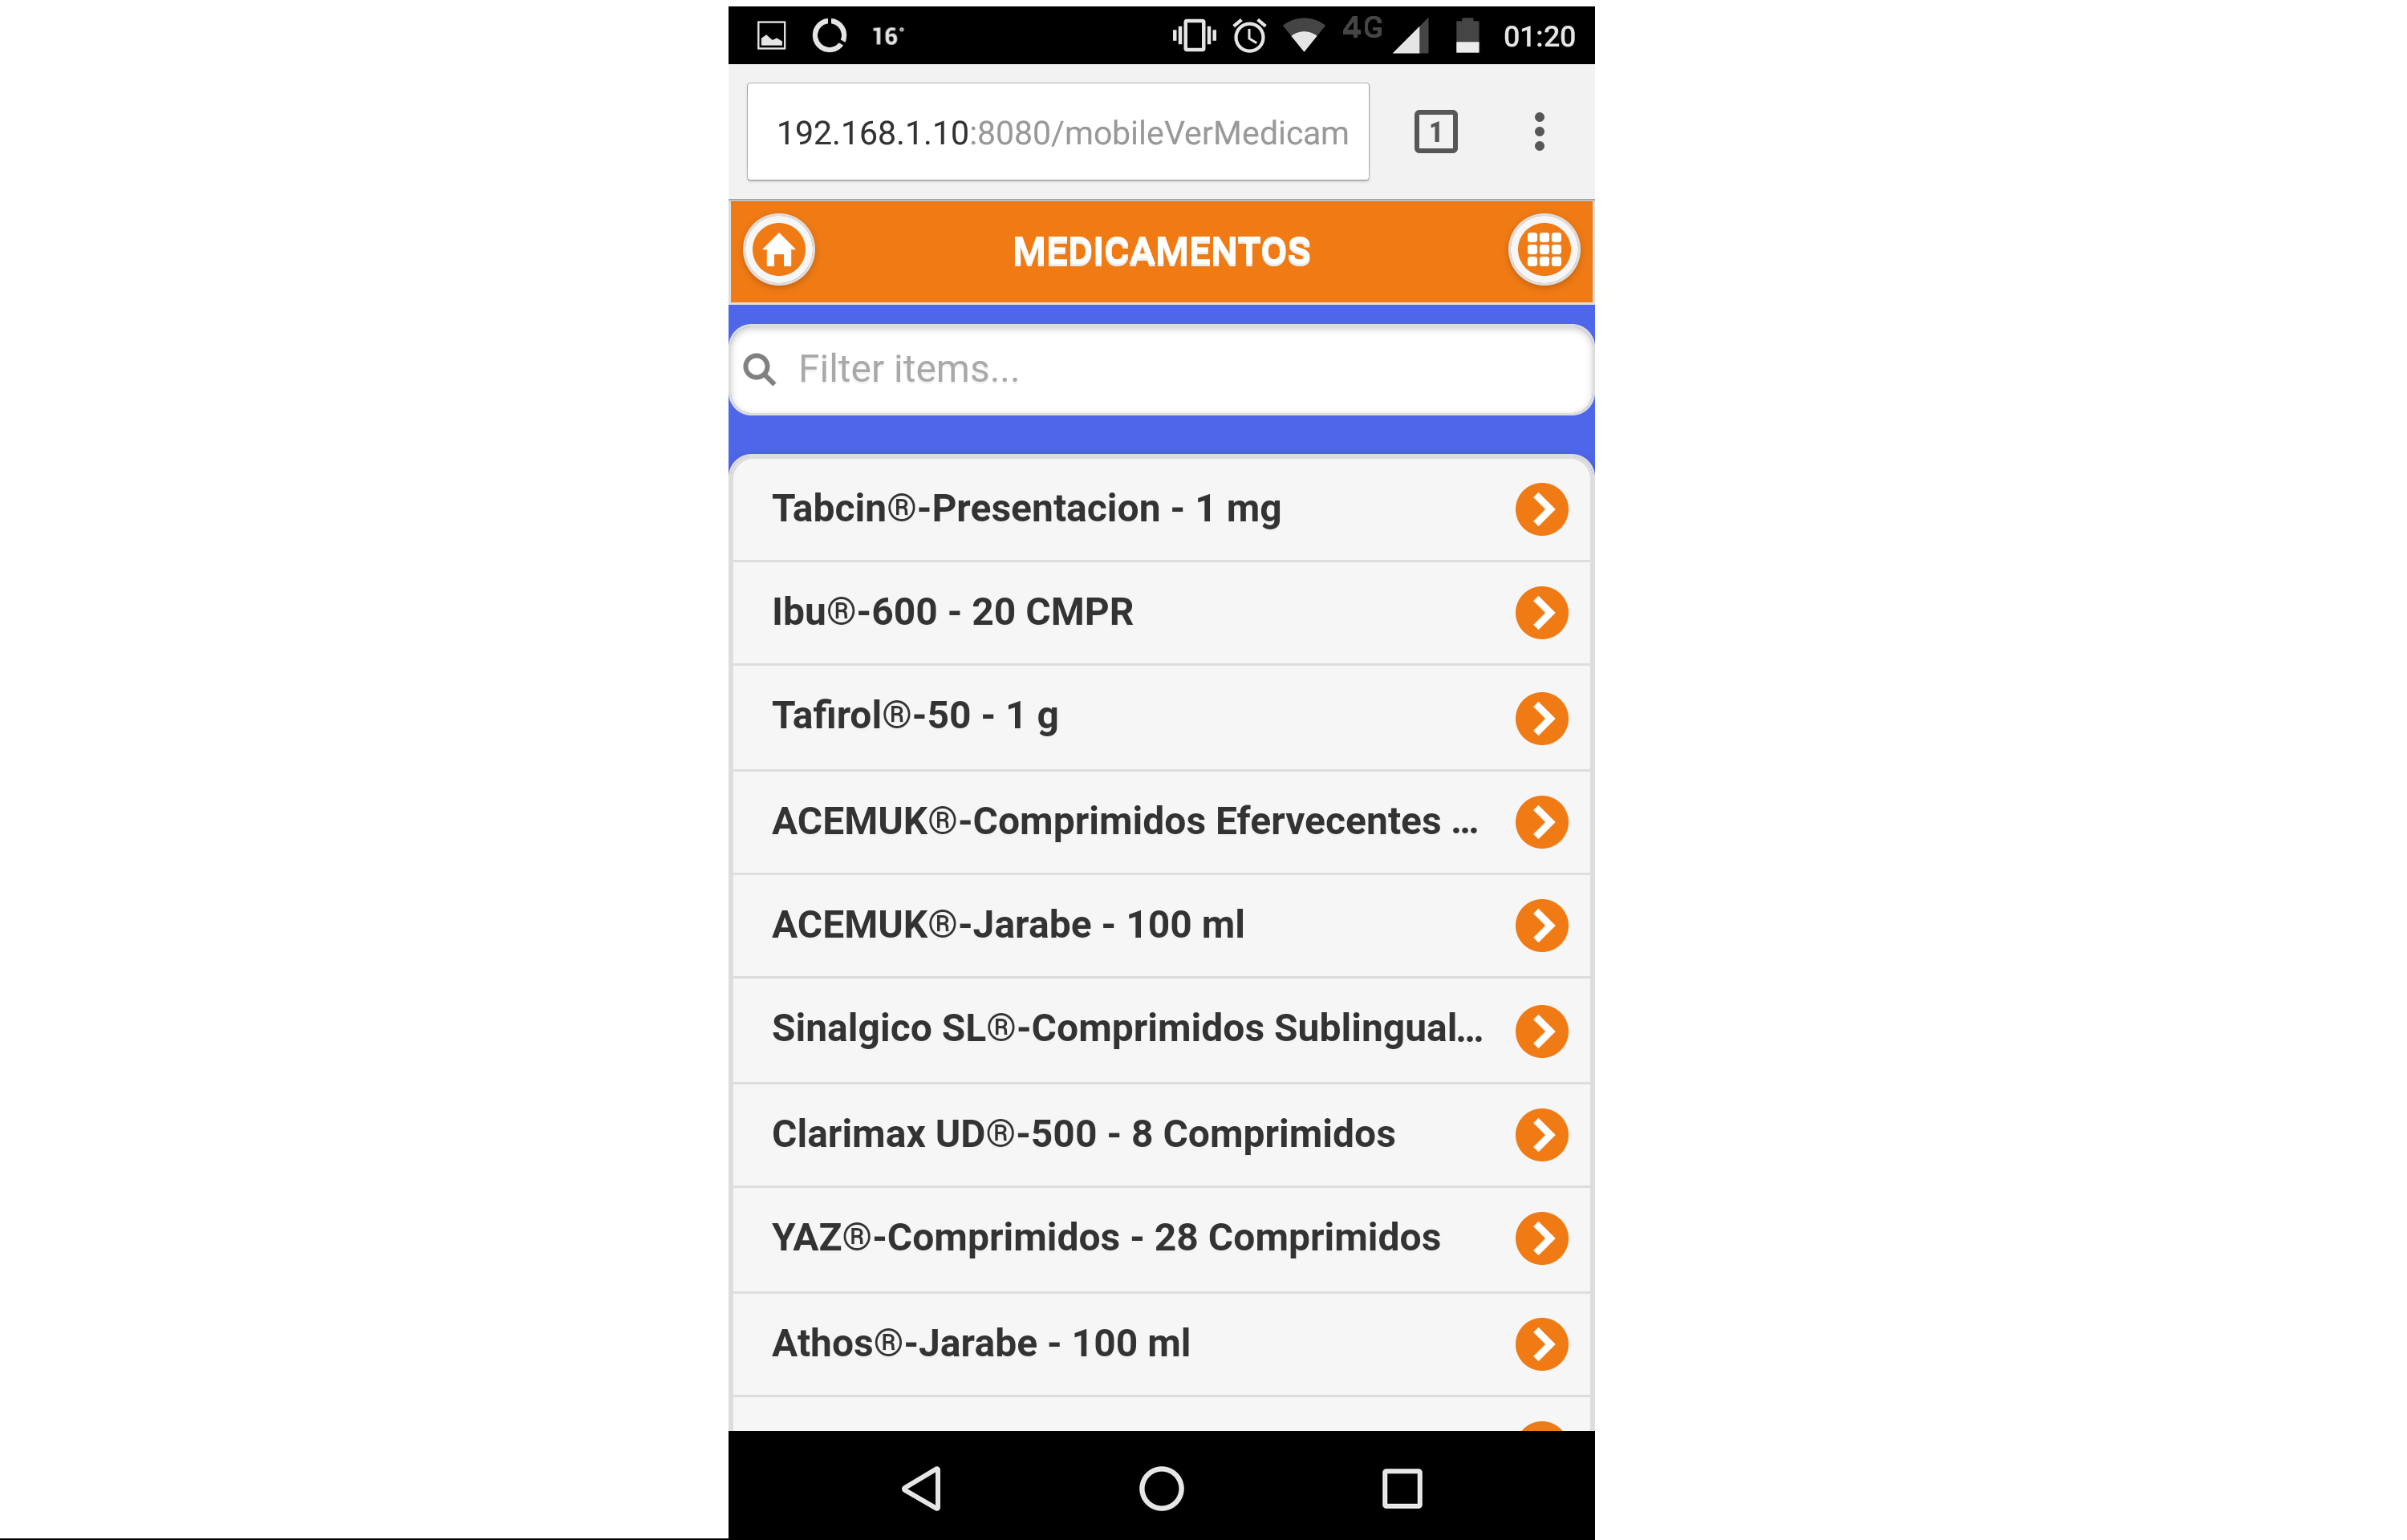 16° 4G 01:20
192.168.1.10:8080/mobileVerMedicam 1
MEDICAMENTOS
Filter items...
Tabcin®-Presentacion - 1 mg
Ibu®-600 - 20 CMPR
Tafirol®-50 - 1 g
ACEMUK®-Comprimidos Efervecentes ...
ACEMUK®-Jarabe - 100 ml
Sinalgico SL®-Comprimidos Sublingual...
Clarimax UD®-500 - 8 Comprimidos
YAZ®-Comprimidos - 28 Comprimidos
Athos®-Jarabe - 100 ml